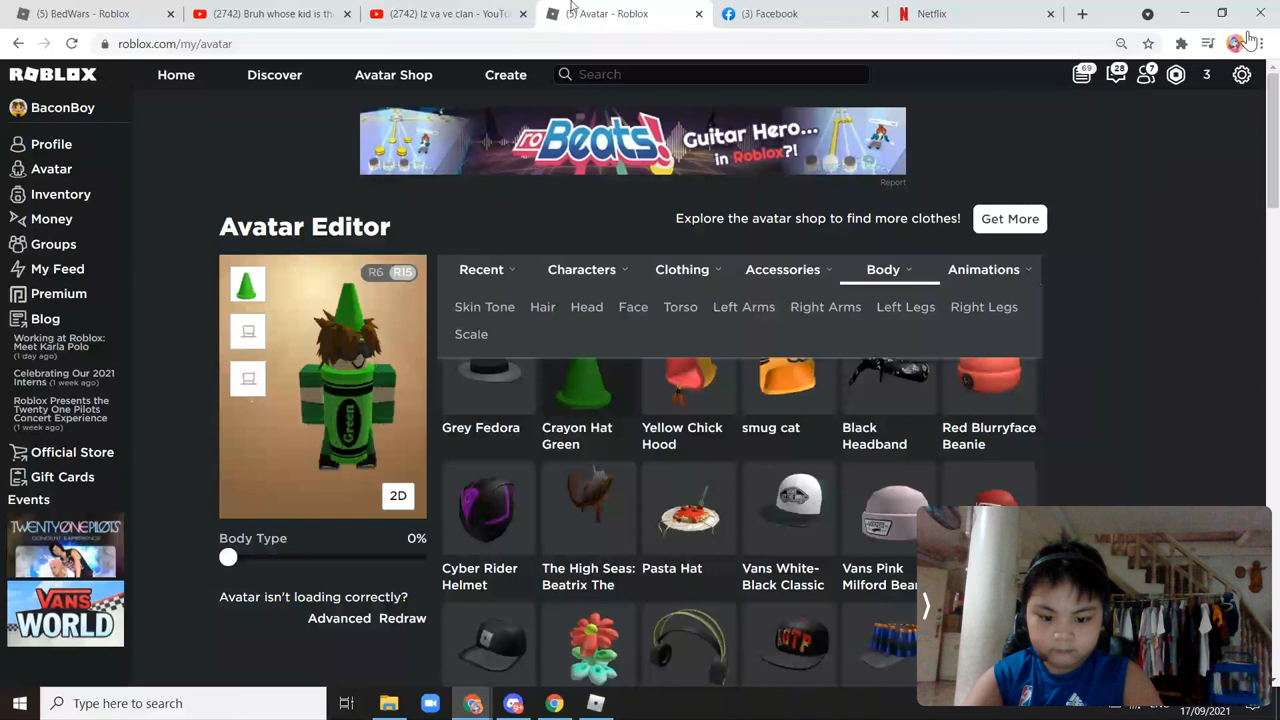 (5) BedWars - Roblox
(2742) Bruh whose kid is the
(2742) Iz va ve clan - YouTu
(5) Avatar - Roblox
(3) Facebook
Netflix
roblox.com/my/avatar
ROBLOX
Home
Discover
Avatar Shop
Create
Search
69
28
7
3
BaconBoy
Profile
Avatar
Inventory
Money
Groups
My Feed
Premium
Blog
Working at Roblox:
Meet Karla Polo
(1 day ago)
Celebrating Our 2021
Interns (1 week ago)
Roblox Presents the
Twenty One Pilots
Concert Experience
(1 week ago)
Official Store
Gift Cards
Events
TWENTY ONE PILOTS
CONCERT EXPERIENCE
VANS
WORLD
roBeats!
Guitar Hero...
in Roblox?!
Report
Avatar Editor
Explore the avatar shop to find more clothes!
Get More
R6 R15
Green
2D
Body Type
0%
Avatar isn't loading correctly?
Advanced
Redraw
Recent
Characters
Clothing
Accessories
Body
Animations
Skin Tone
Hair
Head
Face
Torso
Left Arms
Right Arms
Left Legs
Right Legs
Scale
Grey Fedora
Crayon Hat
Green
Yellow Chick
Hood
smug cat
Black
Headband
Red Blurryface
Beanie
Cyber Rider
Helmet
The High Seas:
Beatrix The
Pasta Hat
Vans White-
Black Classic
Vans Pink
Milford Bea
Type here to search
17/09/2021